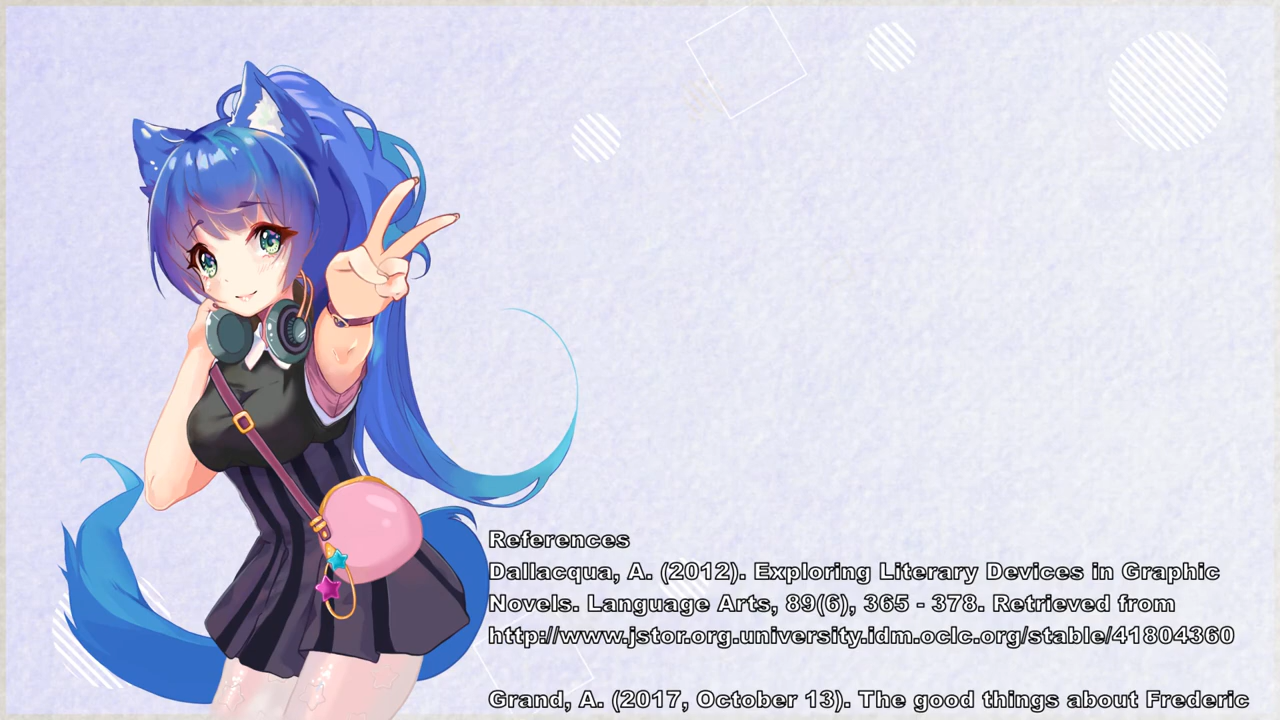 References
Dallacqua, A. (2012). Exploring Literary Devices in Graphic
Novels. Language Arts, 89(6), 365 - 378. Retrieved from
http://www.jstor.org.university.idm.oclc.org/stable/41804360
Grand, A. (2017, October 13). The good things about Frederic